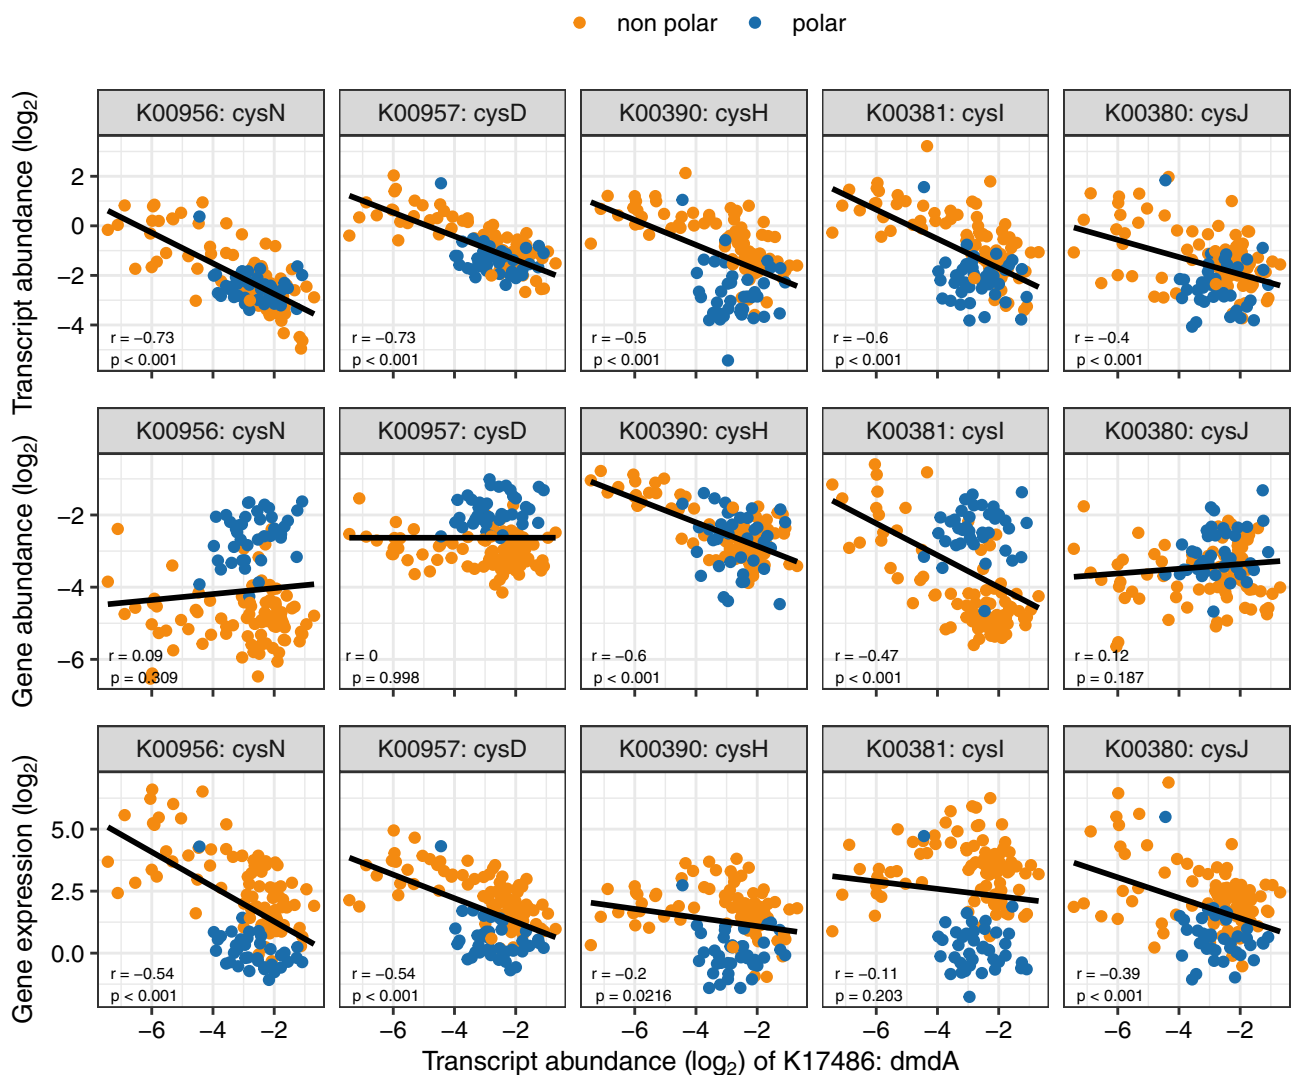 non polar polar
Transcript abundance (log₂)
K00956: cysN K00957: cysD K00390: cysH K00381: cysI K00380: cysJ
2
0
−2
−4
r = −0.73 r = −0.73 r = −0.5 r = −0.6 r = −0.4
p < 0.001 p < 0.001 p < 0.001 p < 0.001 p < 0.001
Gene abundance (log₂)
K00956: cysN K00957: cysD K00390: cysH K00381: cysI K00380: cysJ
−2
−4
−6
r = 0.09 r = 0 r = −0.6 r = −0.47 r = 0.12
p = 0.309 p = 0.998 p < 0.001 p < 0.001 p = 0.187
Gene expression (log₂)
K00956: cysN K00957: cysD K00390: cysH K00381: cysI K00380: cysJ
5.0
2.5
0.0
r = −0.54 r = −0.54 r = −0.2 r = −0.11 r = −0.39
p < 0.001 p < 0.001 p = 0.0216 p = 0.203 p < 0.001
−6 −4 −2 −6 −4 −2 −6 −4 −2 −6 −4 −2 −6 −4 −2
Transcript abundance (log₂) of K17486: dmdA